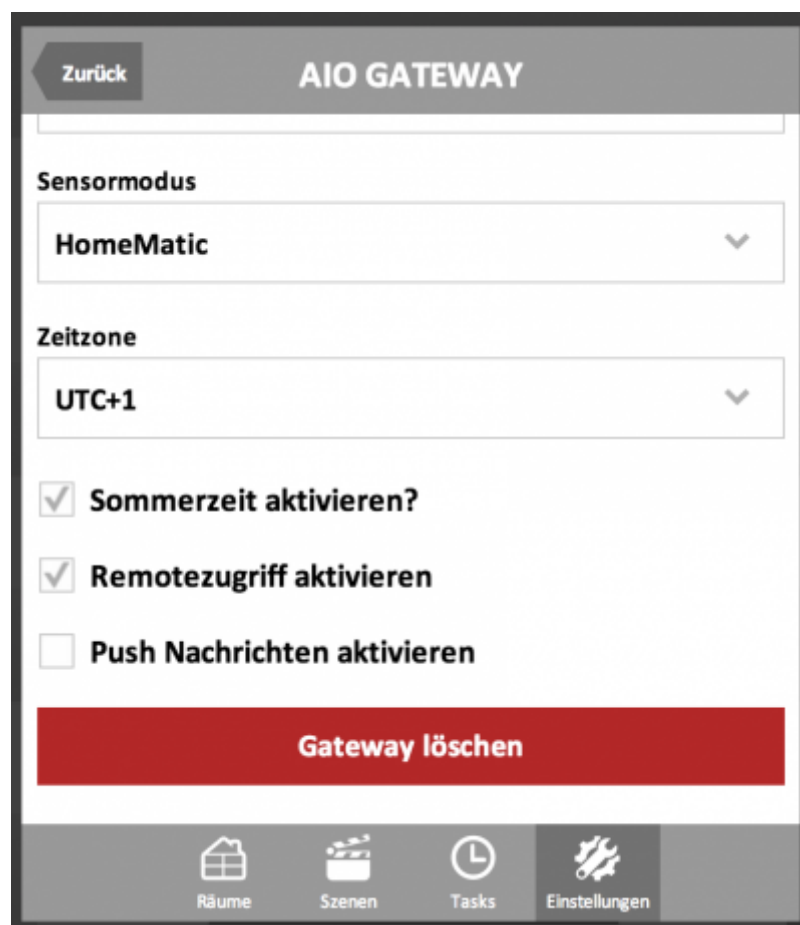 Zurück
AIO GATEWAY
Sensormodus
HomeMatic
Zeitzone
UTC+1
Sommerzeit aktivieren?
Remotezugriff aktivieren
Push Nachrichten aktivieren
Gateway löschen
Räume
Szenen
Tasks
Einstellungen